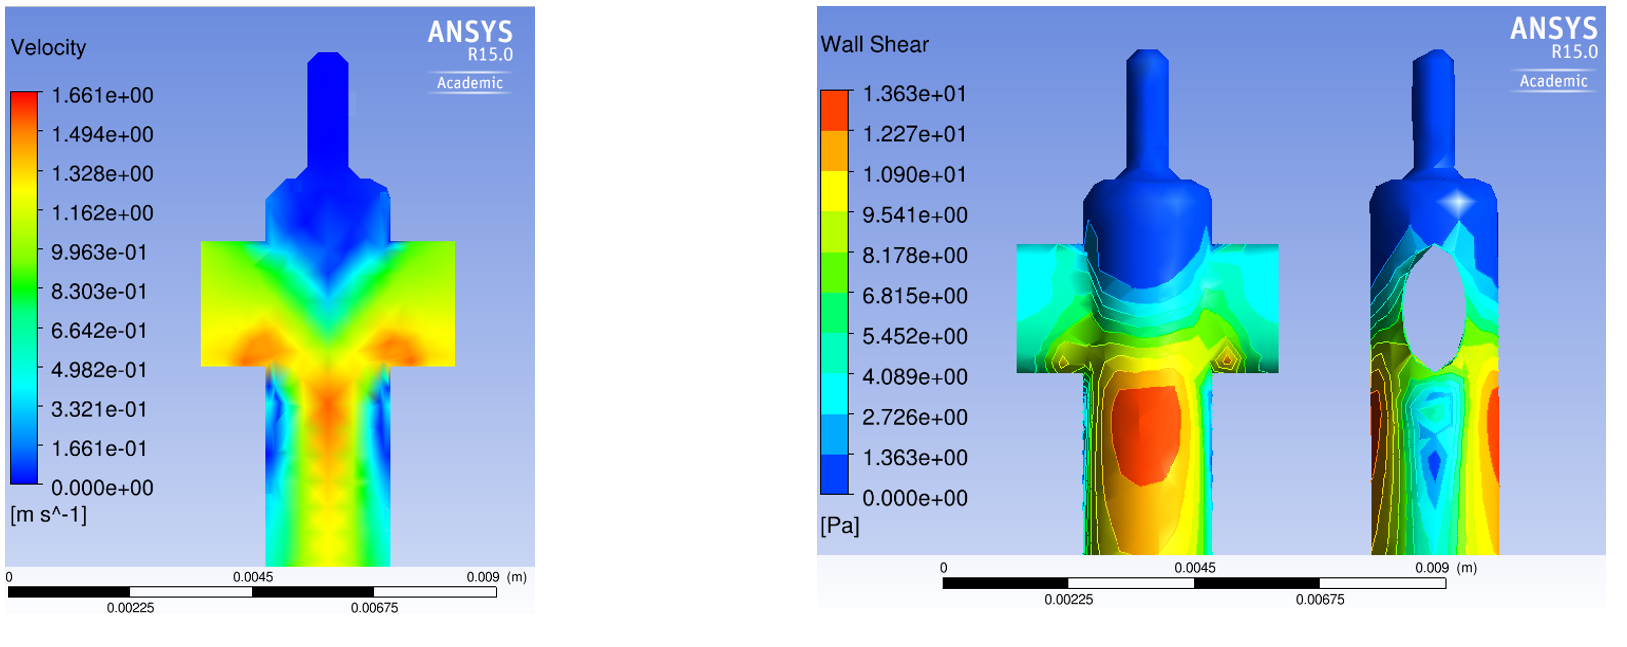 ANSYS
R15.0
Academic
Velocity
1.661e+00
1.494e+00
1.328e+00
1.162e+00
9.963e-01
8.303e-01
6.642e-01
4.982e-01
3.321e-01
1.661e-01
0.000e+00
[m s^-1]
0 0.0045 0.009 (m)
0.00225 0.00675
ANSYS
R15.0
Academic
Wall Shear
1.363e+01
1.227e+01
1.090e+01
9.541e+00
8.178e+00
6.815e+00
5.452e+00
4.089e+00
2.726e+00
1.363e+00
0.000e+00
[Pa]
0 0.0045 0.009 (m)
0.00225 0.00675